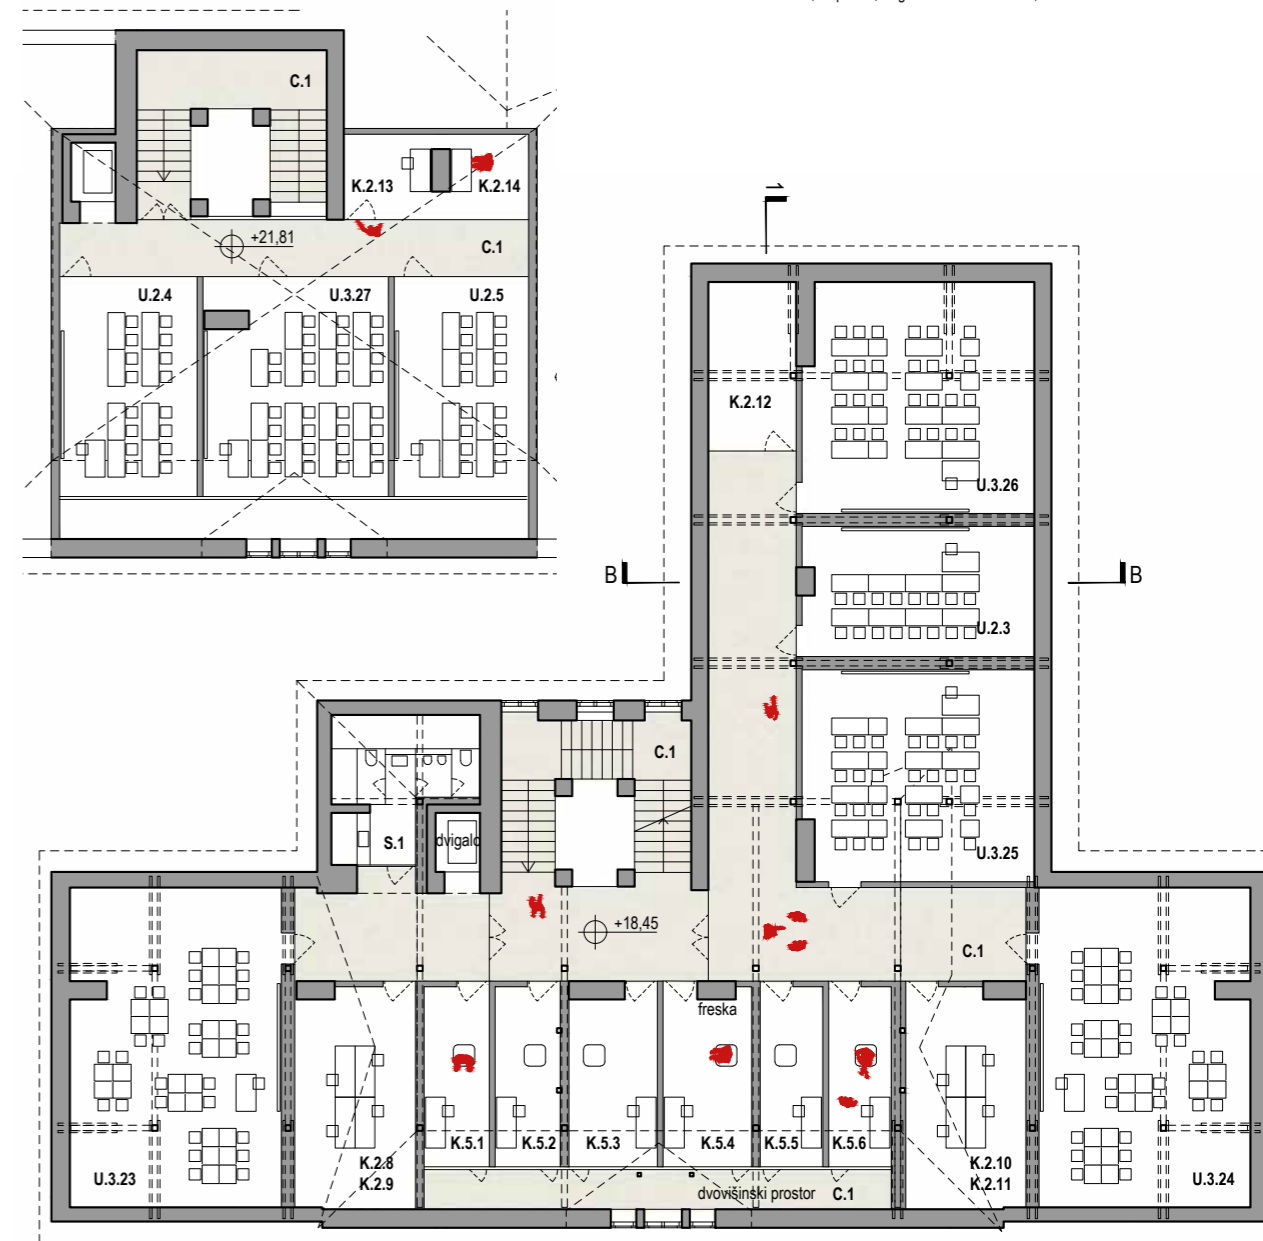 C.1
K.2.13
K.2.14
+21,81
C.1
U.2.4
U.3.27
U.2.5
1
K.2.12
U.3.26
B
B
U.2.3
C.1
S.1
dvigalo
U.3.25
+18,45
C.1
freska
K.5.1
K.5.2
K.5.3
K.5.4
K.5.5
K.5.6
K.2.8
K.2.9
K.2.10
K.2.11
U.3.23
U.3.24
dvovišinski prostor
C.1